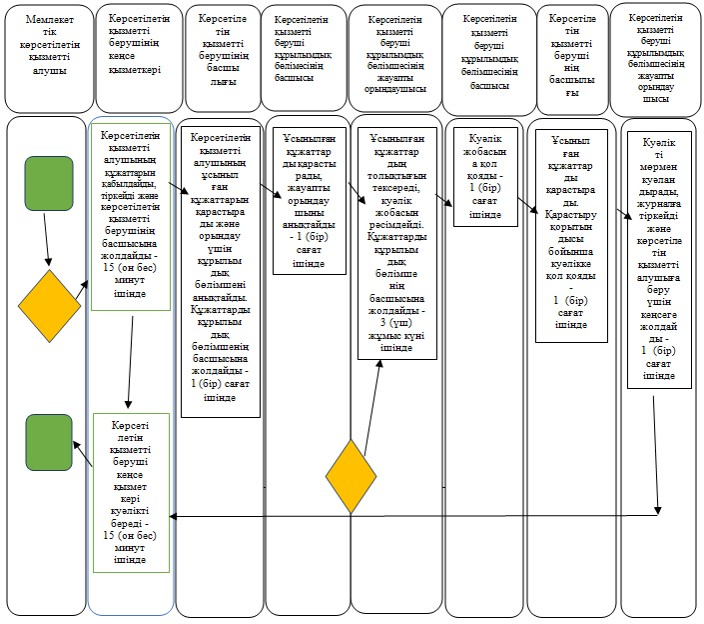 Мемлекет
тік
көрсетілетін
қызметті
алушы
Көрсетілетін
қызметті
берушінің
кеңсе
қызметкері
Көрсетіле
тін
қызметті
берушінің
басшы
лығы
Көрсетілетін
қызметті
беруші
құрылымдық
бөлімесінің
басшысы
Көрсетілетін
қызметті
беруші
құрылымдық
бөлімшесінің
жауапты
орындаушысы
Көрсетілетін
қызметті
беруші
құрылымдық
бөлімшесінің
басшысы
Көрсетіле
тін
қызметті
беруші
нің
басшылы
ғы
Көрсетілетін
қызметті
беруші
құрылымдық
бөлімшесінің
жауапты
орындау
шысы
Көрсетілетін
қызметті
алушының
құжаттарын
қабылдайды,
тіркейді және
көрсетілетін
қызметті
берушінің
басшысына
жолдайды -
15 (он бес)
минут
ішінде
Көрсетілетін
қызметті
алушының
ұсыныл
ған
құжаттарын
қарастыра
ды және
орындау
үшін
құрылым
дық
бөлімшені
анықтайды.
Құжаттарды
құрылым
дық
бөлімшенің
басшысына
жолдайды -
1 (бір) сағат
ішінде
Ұсынылған
құжаттар
ды қарасты
рады,
жауапты
орындау
шыны
анықтайды
- 1 (бір)
сағат
ішінде
Ұсынылған
құжаттар
дың
толықтығын
тексереді,
куәлік
жобасын
ресімдейді.
Құжаттарды
құрылым
дық
бөлімше
нің
басшысына
жолдайды -
3 (үш)
жұмыс күні
ішінде
Куәлік
жобасын
а қол
қояды -
1 (бір)
сағат
ішінде
Ұсыныл
ған
құжаттар
ды
қарастыра
ды.
Қарастыру
қорытын
дысы
бойынша
куәлікке
қол қояды
-
1 (бір)
сағат
ішінде
Куәлік
ті
мөрмен
куәлан
дырады,
журналға
тіркейді
және
көрсетіле
тін
қызметті
алушыға
беру
үшін
кеңсеге
жолдай
ды -
1 (бір)
сағат
ішінде
Көрсеті
летін
қызметті
беруші
кеңсе
қызмет
кері
куәлікті
береді -
15 (он бес)
минут
ішінде